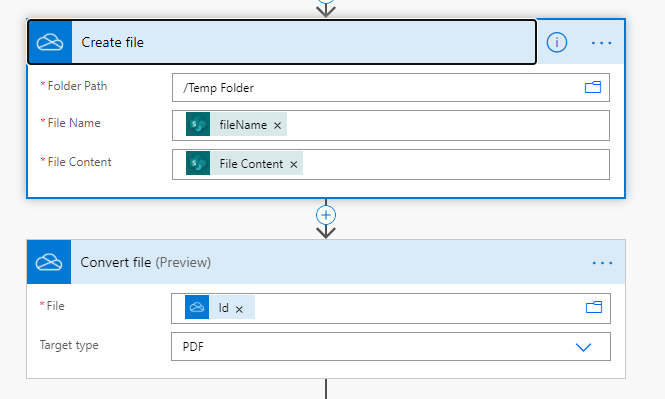 Create file
* Folder Path /Temp Folder
* File Name fileName ×
* File Content File Content ×
Convert file (Preview)
* File Id ×
Target type PDF